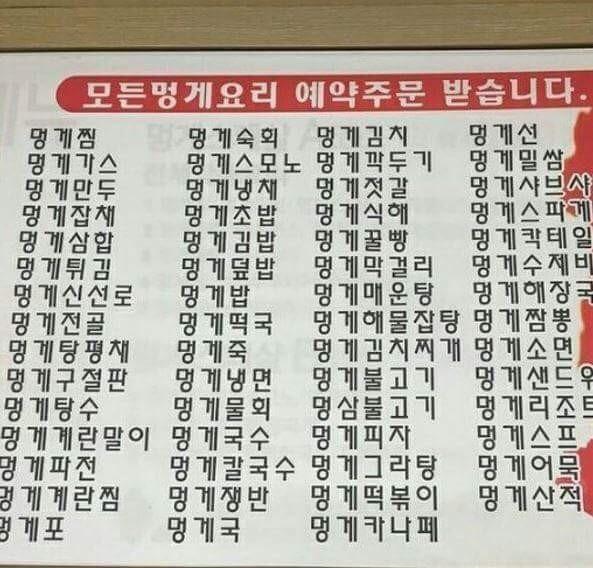 모든멍게요리 예약주문 받습니다.
멍게찜
멍게가스
멍게만두
멍게잡채
멍게삼합
멍게튀김
멍게신선로
멍게전골
멍게탕평채
멍게구절판
멍게탕수
멍게계란말이
멍게파전
멍게계란찜
멍게포
멍게숙회
멍게스모노
멍게냉채
멍게초밥
멍게김밥
멍게덮밥
멍게밥
멍게떡국
멍게죽
멍게냉면
멍게물회
멍게국수
멍게칼국수
멍게쟁반
멍게국
멍게김치
멍게깍두기
멍게젓갈
멍게식해
멍게꿀빵
멍게막걸리
멍게매운탕
멍게해물잡탕
멍게김치찌개
멍게불고기
멍삼불고기
멍게피자
멍게그라탕
멍게떡볶이
멍게카나페
멍게선
멍게밀쌈
멍게샤브샤
멍게스파게
멍게칵테일
멍게수제비
멍게해장국
멍게짬뽕
멍게소면
멍게샌드위
멍게리조트
멍게스프
멍게어묵
멍게산적